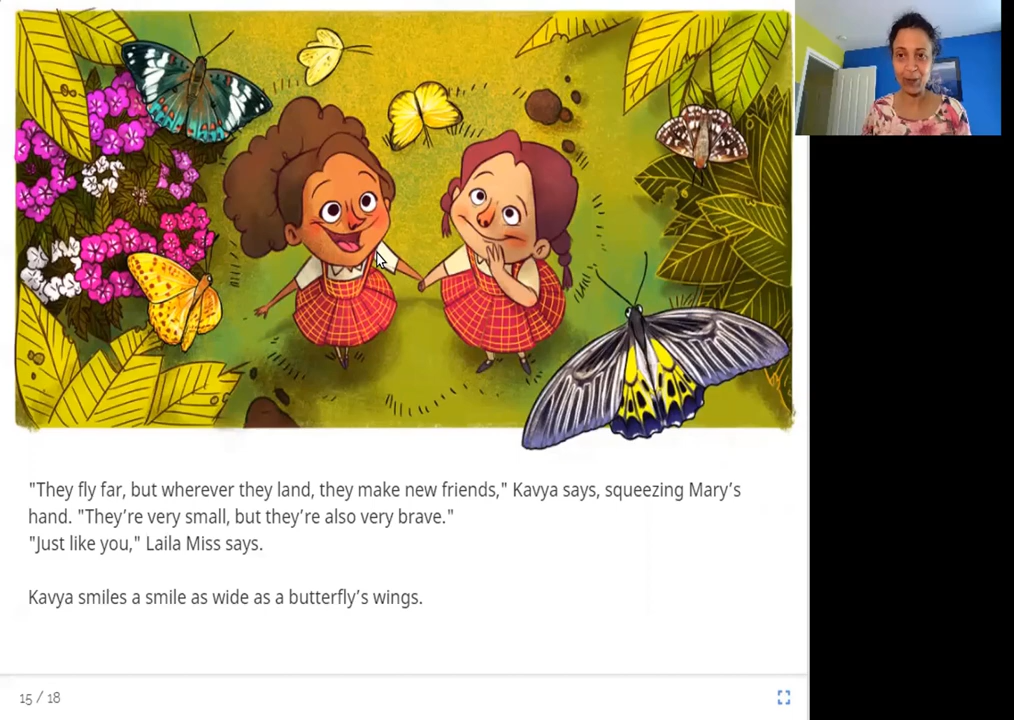 "They fly far, but wherever they land, they make new friends," Kavya says, squeezing Mary’s
hand. "They’re very small, but they’re also very brave."
"Just like you," Laila Miss says.
Kavya smiles a smile as wide as a butterfly’s wings.
15 / 18